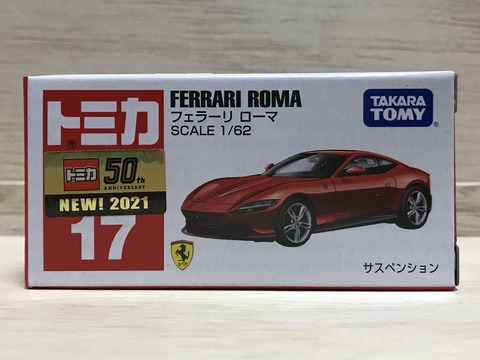 トミカ
®
トミカ 50th
ANNIVERSARY
NEW! 2021
17
FERRARI ROMA
フェラーリ ローマ
SCALE 1/62
TAKARA
TOMY
サスペンション